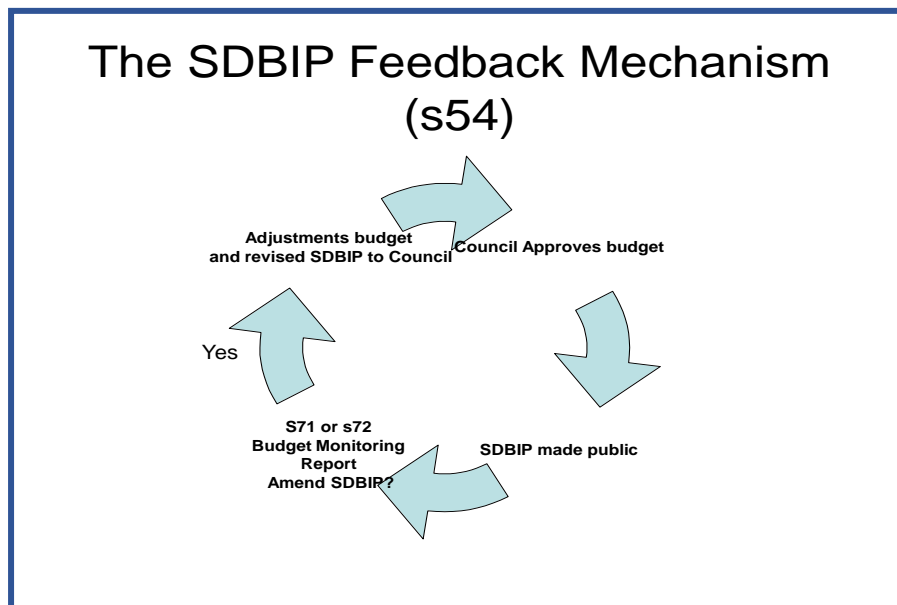 The SDBIP Feedback Mechanism
(s54)
Adjustments budget
and revised SDBIP to Council
Council Approves budget
Yes
S71 or s72
Budget Monitoring
Report
Amend SDBIP?
SDBIP made public